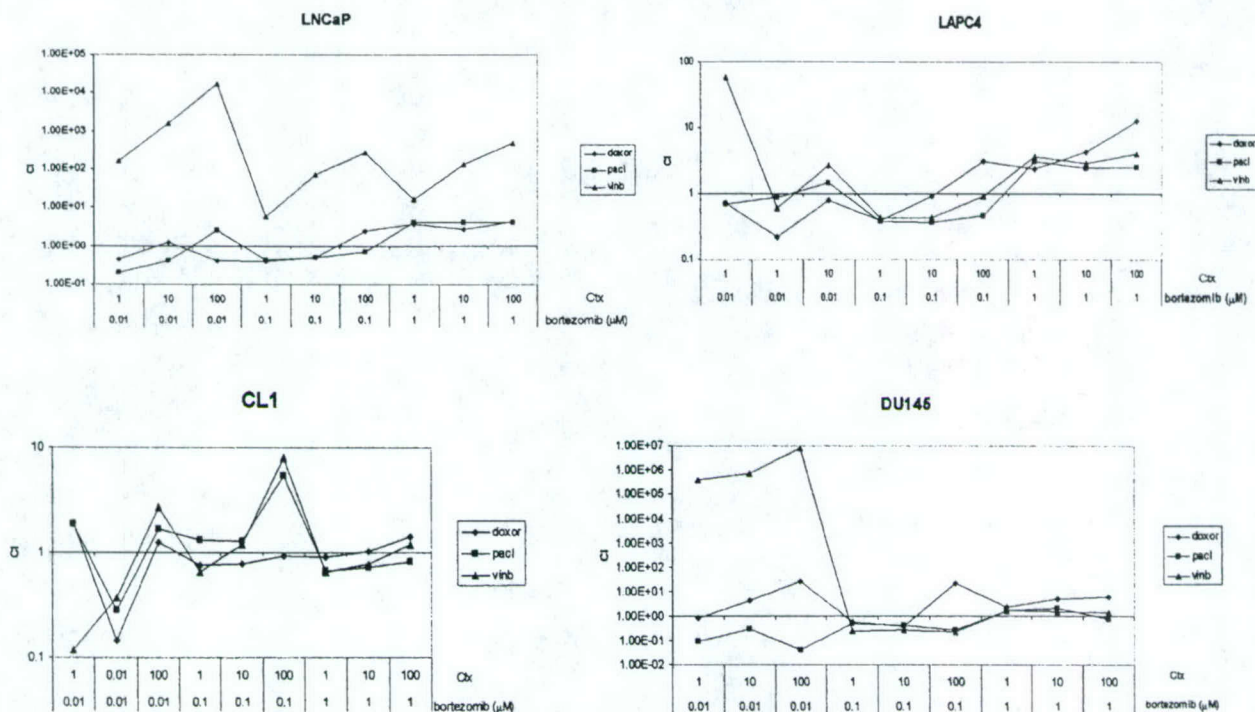 LNCaP
1.00E+05
1.00E+04
1.00E+03
1.00E+02
1.00E+01
1.00E+00
1.00E-01
CI
doxor
pacl
vinb
1 10 100 1 10 100 1 10 100 Ctx
0.01 0.01 0.01 0.1 0.1 0.1 1 1 1 bortezomib (µM)
LAPC4
100
10
1
0.1
CI
doxor
pacl
vinb
1 1 10 1 10 100 1 10 100 Ctx
0.01 0.01 0.01 0.1 0.1 0.1 1 1 1 bortezomib (µM)
CL1
10
1
0.1
CI
doxor
pacl
vinb
1 0.01 100 1 10 100 1 10 100 Ctx
0.01 0.01 0.01 0.1 0.1 0.1 1 1 1 bortezomib (µM)
DU145
1.00E+07
1.00E+06
1.00E+05
1.00E+04
1.00E+03
1.00E+02
1.00E+01
1.00E+00
1.00E-01
1.00E-02
CI
doxor
pacl
vinb
1 10 100 1 10 100 1 10 100 Ctx
0.01 0.01 0.01 0.1 0.1 0.1 1 1 1 bortezomib (µM)